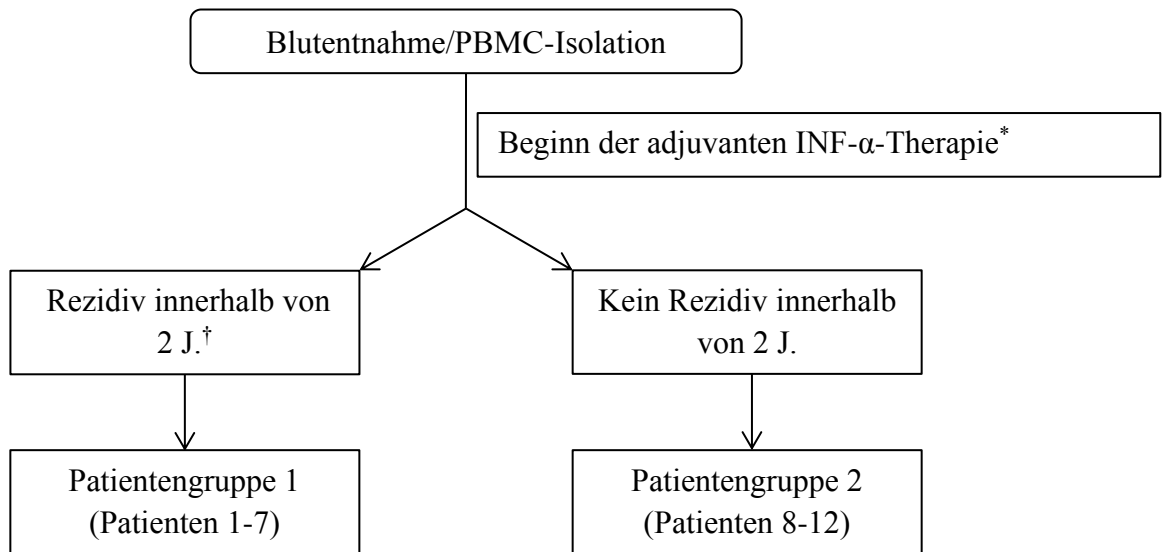 Blutentnahme/PBMC-Isolation
Beginn der adjuvanten INF-α-Therapie*
Rezidiv innerhalb von
2 J.†
Kein Rezidiv innerhalb
von 2 J.
Patientengruppe 1
(Patienten 1-7)
Patientengruppe 2
(Patienten 8-12)